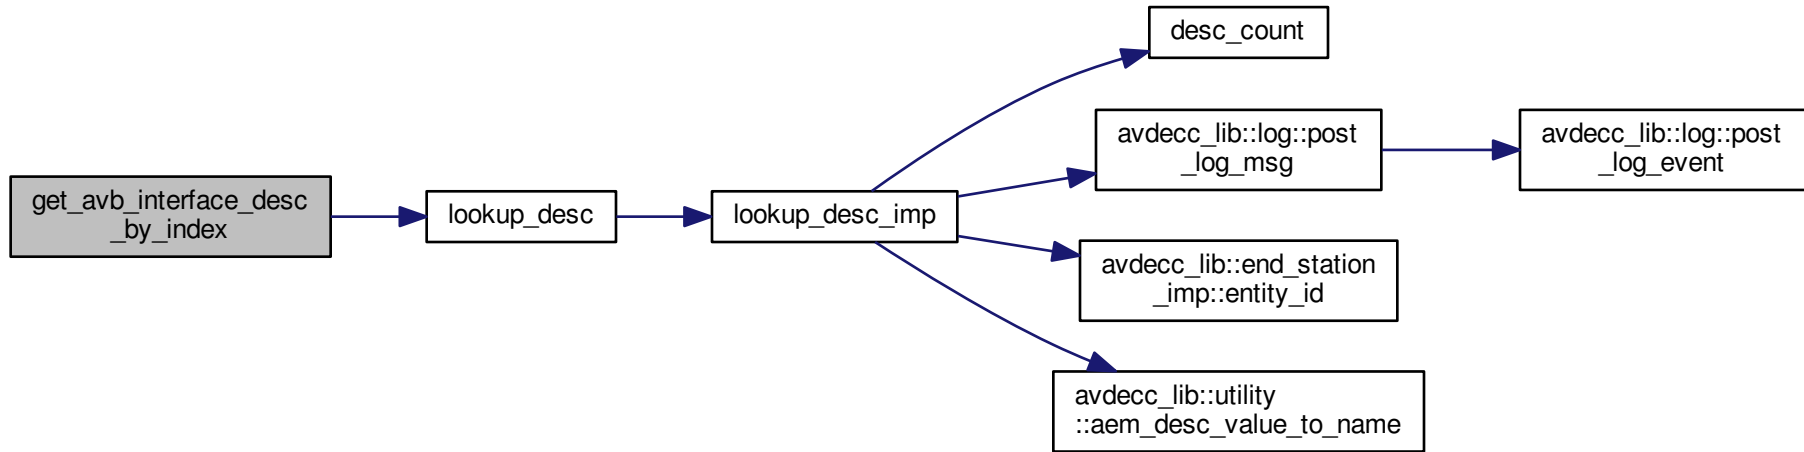 get_avb_interface_desc
_by_index
lookup_desc
lookup_desc_imp
desc_count
avdecc_lib::log::post
_log_msg
avdecc_lib::log::post
_log_event
avdecc_lib::end_station
_imp::entity_id
avdecc_lib::utility
::aem_desc_value_to_name